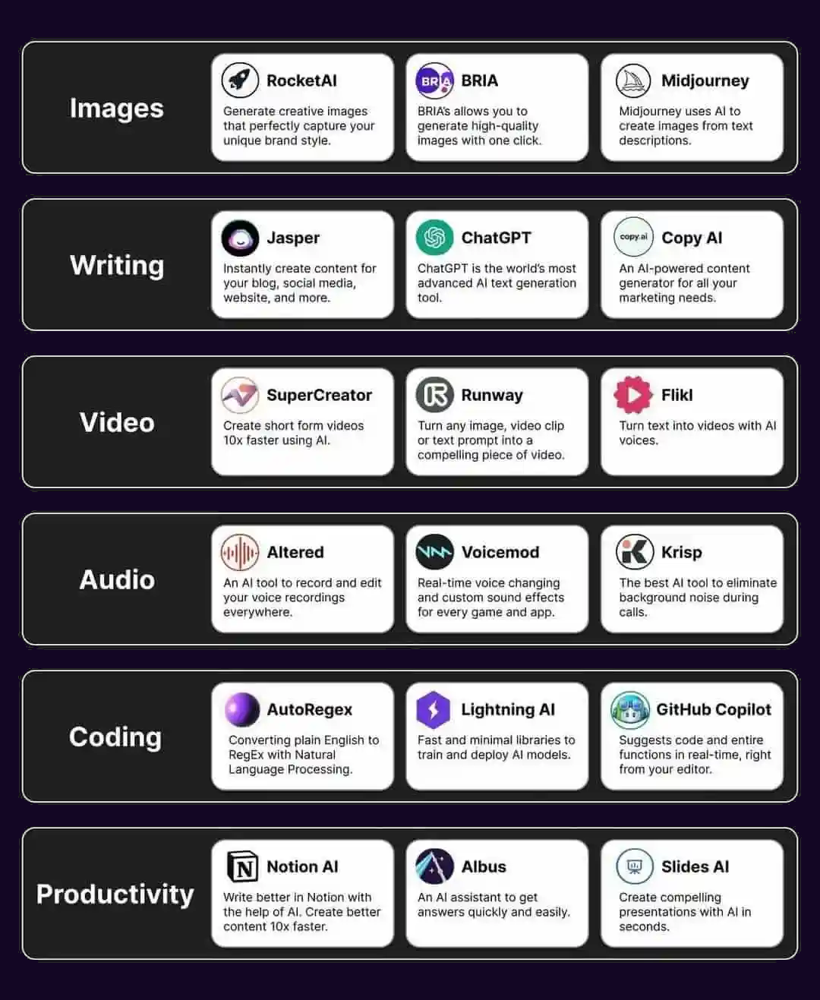 Images
RocketAI
Generate creative images
that perfectly capture your
unique brand style.
BRIA
BRIA
BRIA's allows you to
generate high-quality
images with one click.
Midjourney
Midjourney uses AI to
create images from text
descriptions.
Writing
Jasper
Instantly create content for
your blog, social media,
website, and more.
ChatGPT
ChatGPT is the world's most
advanced AI text generation
tool.
copy.ai
Copy AI
An AI-powered content
generator for all your
marketing needs.
Video
SuperCreator
Create short form videos
10x faster using AI.
R
Runway
Turn any image, video clip
or text prompt into a
compelling piece of video.
Flikl
Turn text into videos with AI
voices.
Audio
Altered
An AI tool to record and edit
your voice recordings
everywhere.
Voicemod
Real-time voice changing
and custom sound effects
for every game and app.
K
Krisp
The best AI tool to eliminate
background noise during
calls.
Coding
AutoRegex
Converting plain English to
RegEx with Natural
Language Processing.
Lightning AI
Fast and minimal libraries to
train and deploy AI models.
GitHub Copilot
Suggests code and entire
functions in real-time, right
from your editor.
Productivity
N
Notion AI
Write better in Notion with
the help of AI. Create better
content 10x faster.
Albus
An AI assistant to get
answers quickly and easily.
Slides AI
Create compelling
presentations with AI in
seconds.